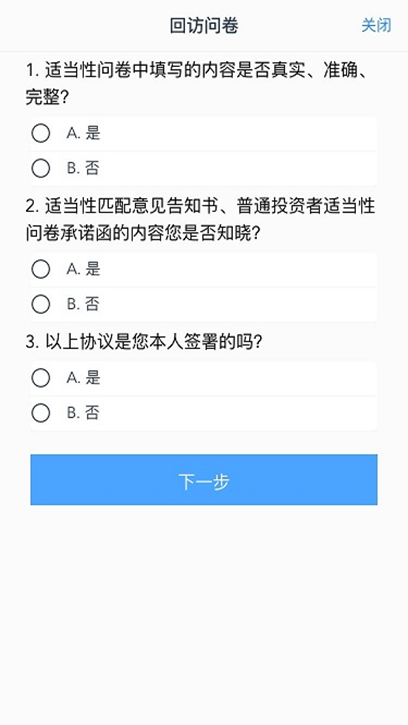 回访问卷
关闭
1. 适当性问卷中填写的内容是否真实、准确、
完整?
A. 是
B. 否
2. 适当性匹配意见告知书、普通投资者适当性
问卷承诺函的内容您是否知晓?
A. 是
B. 否
3. 以上协议是您本人签署的吗?
A. 是
B. 否
下一步